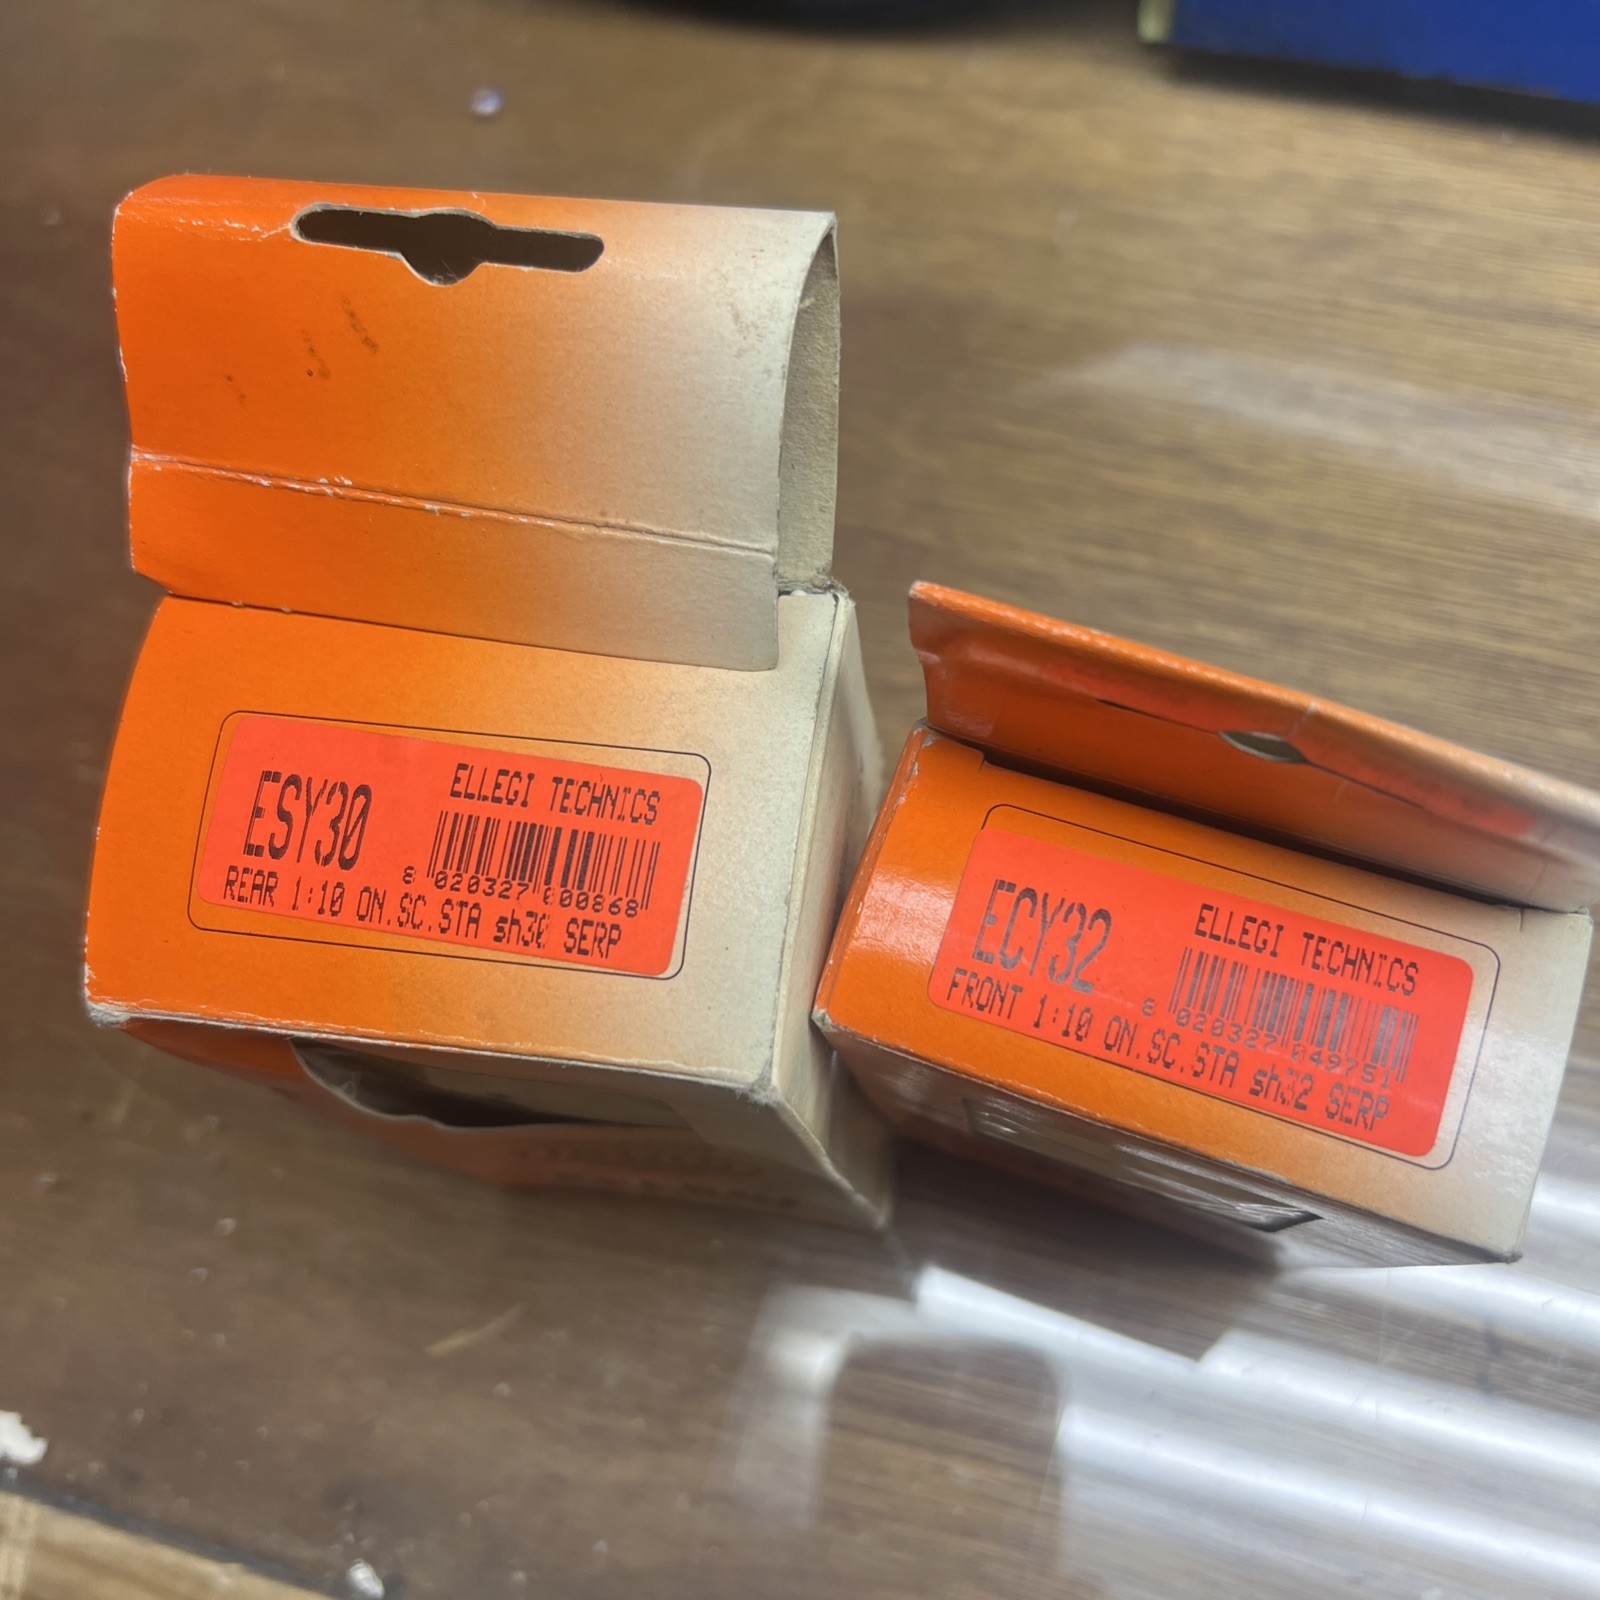 ELLEGI TECHNICS
ESY30
8 020327 000868
REAR 1:10 ON.SC.STA sh30 SERP
ELLEGI TECHNICS
ECY32
8 020327 049751
FRONT 1:10 ON.SC.STA sh32 SERP